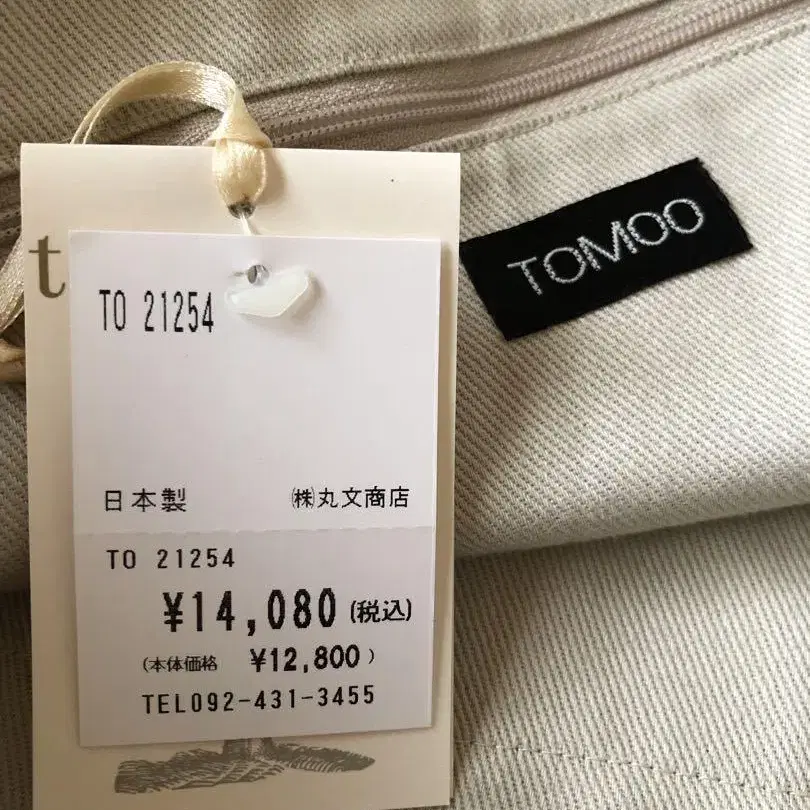 t
TO 21254
日本製 ㈱丸文商店
TO 21254
¥14,080 (税込)
(本体価格 ¥12,800 )
TEL092-431-3455
TOMOO